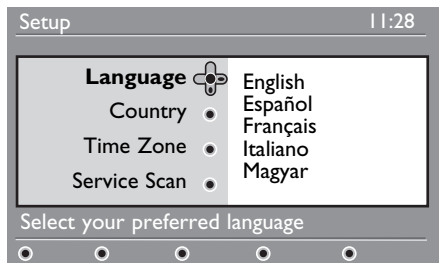 Setup 11:28
Language
Country
Time Zone
Service Scan
English
Español
Français
Italiano
Magyar
Select your preferred language